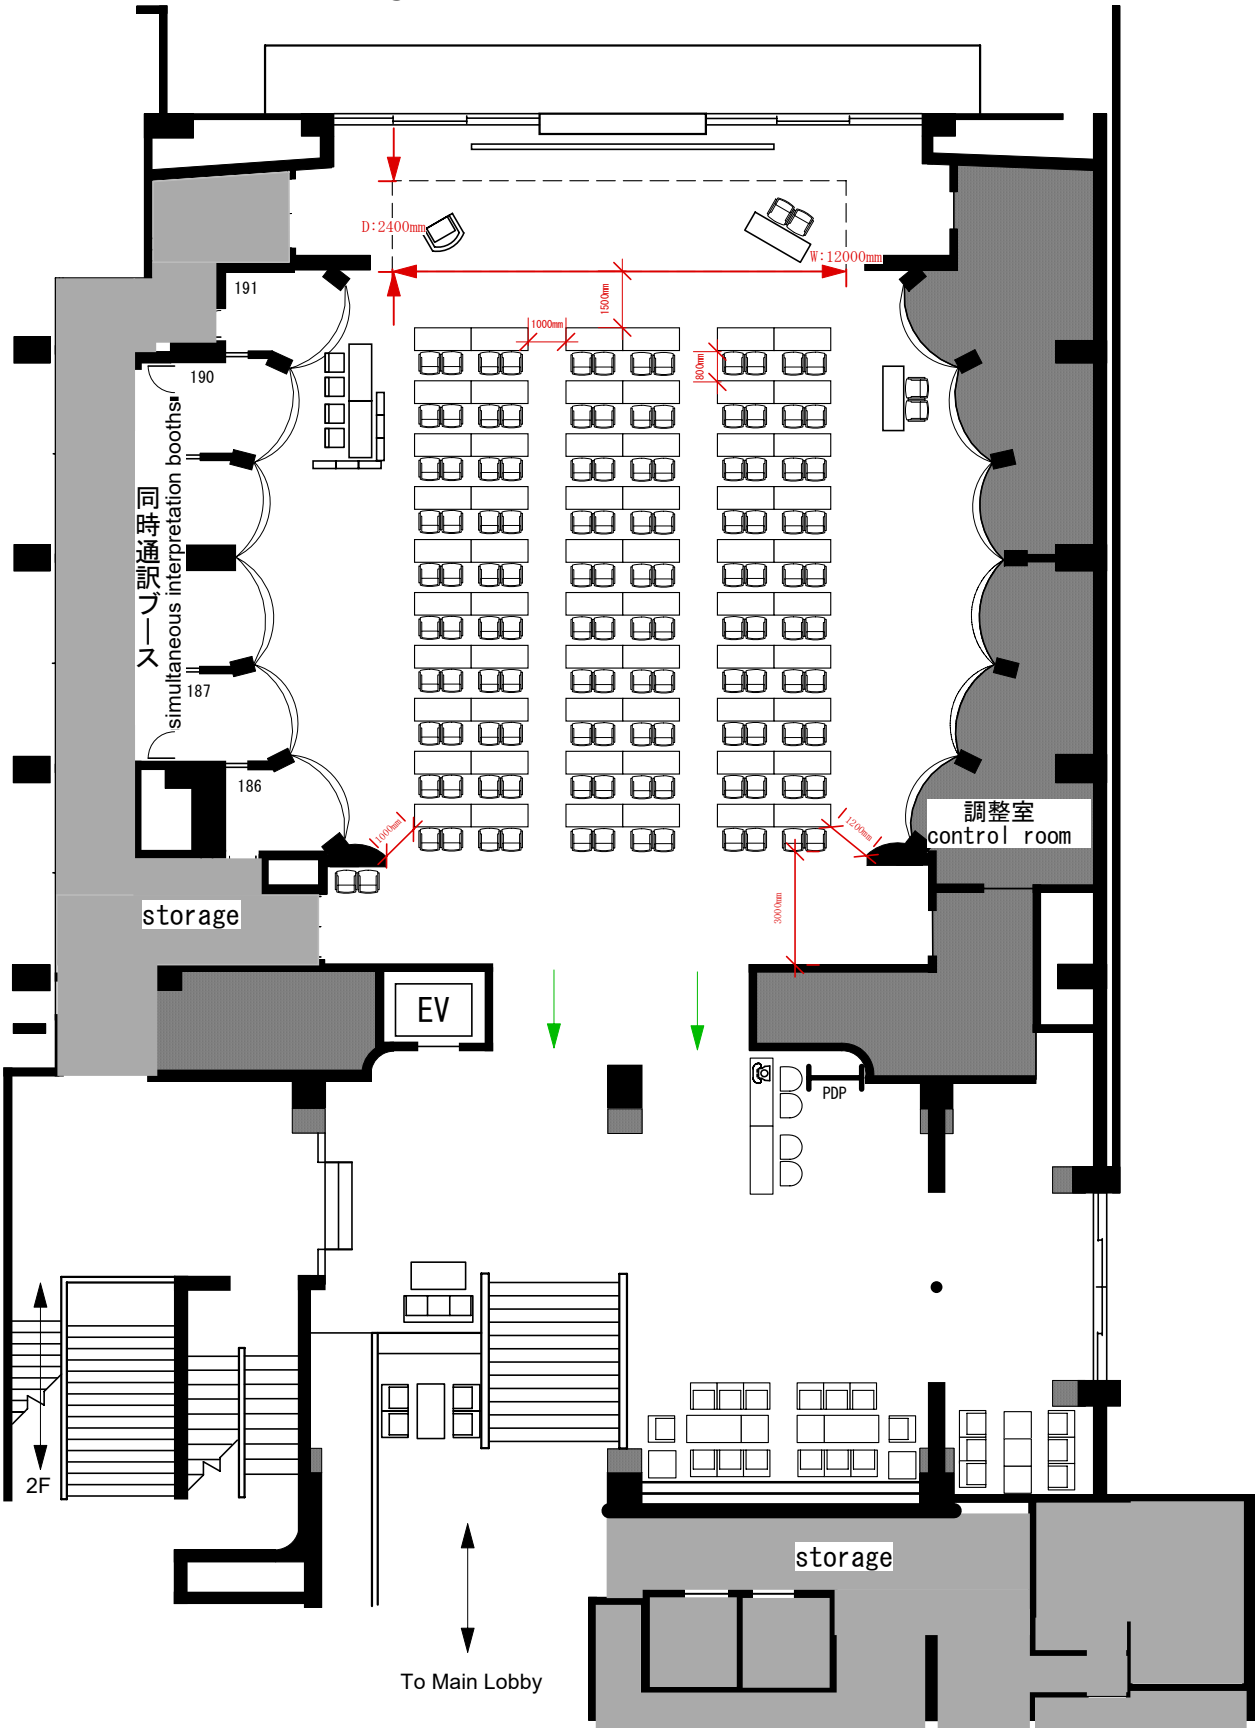 D:2400mm
W:12000mm
191
1500mm
1000mm
190
800mm
同時通訳ブース
simultaneous interpretation booths
187
186
1000mm
1200mm
調整室
control room
storage
3000mm
EV
PDP
2F
storage
To Main Lobby